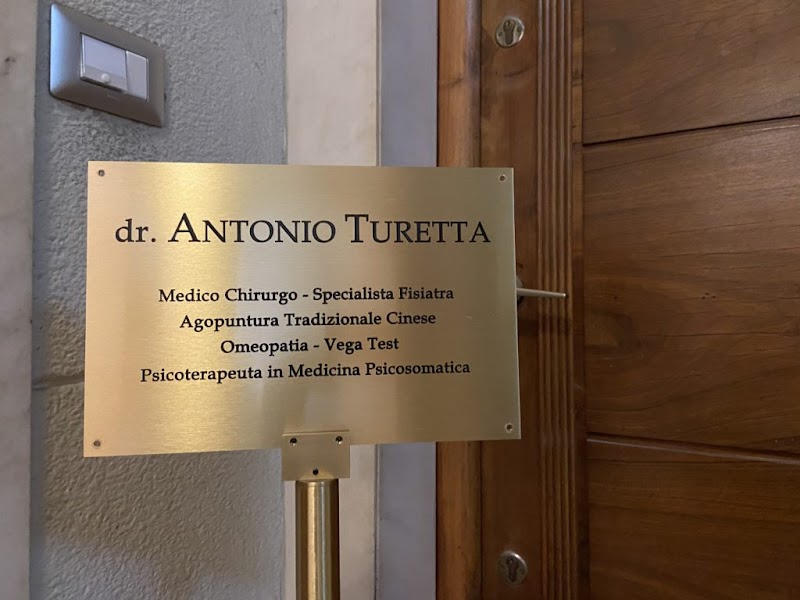 dr. ANTONIO TURETTA
Medico Chirurgo - Specialista Fisiatra
Agopuntura Tradizionale Cinese
Omeopatia - Vega Test
Psicoterapeuta in Medicina Psicosomatica